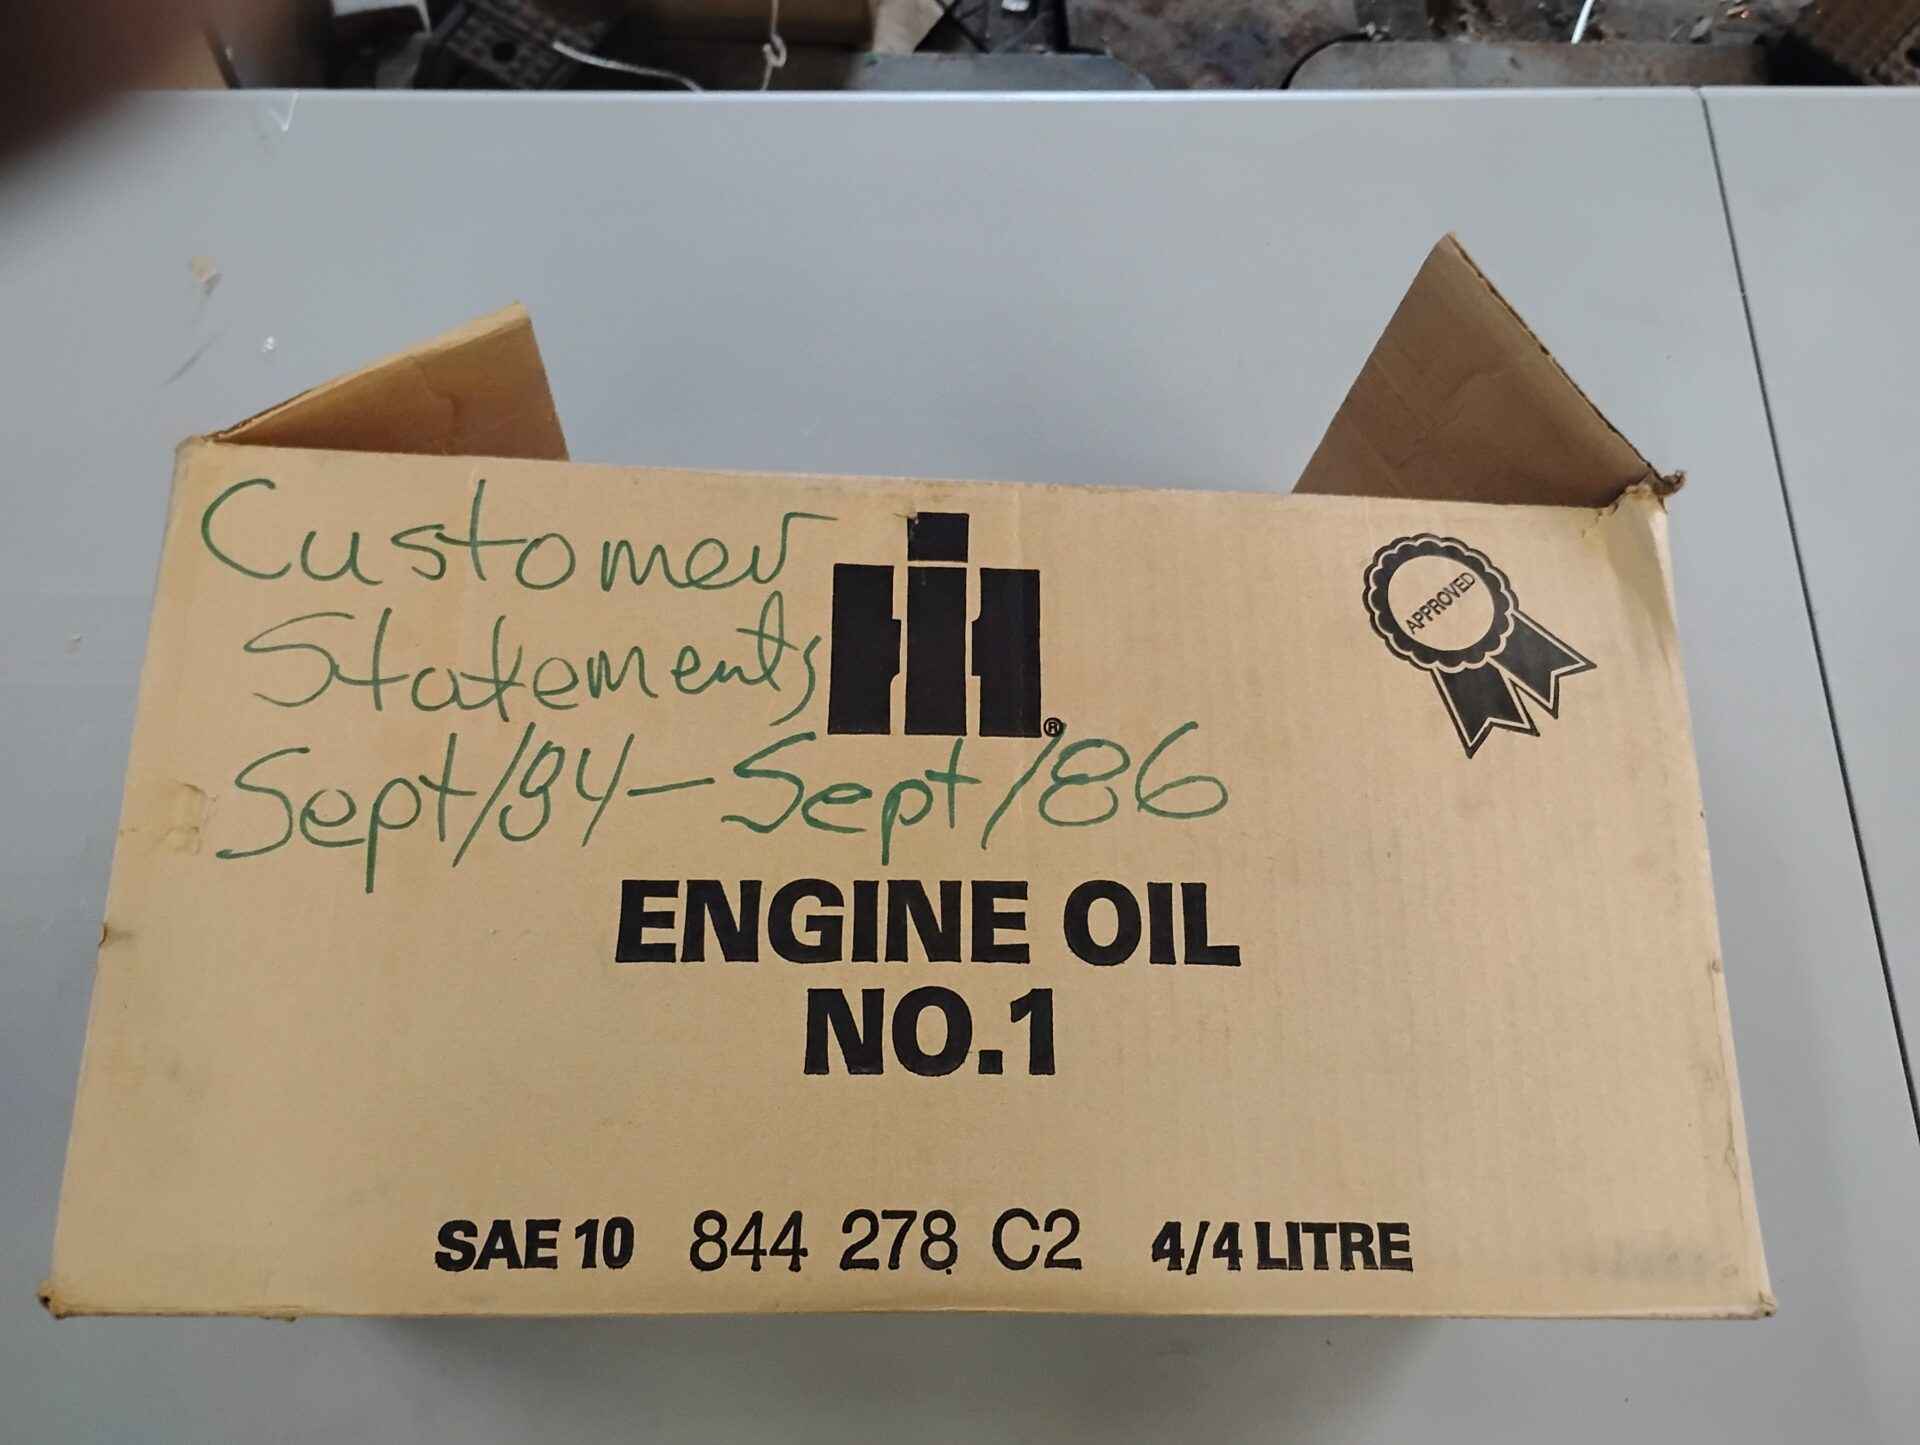 Customer
Statements
Sept/84 - Sept/86
IH ®
APPROVED
ENGINE OIL
NO.1
SAE 10 844 278 C2 4/4 LITRE